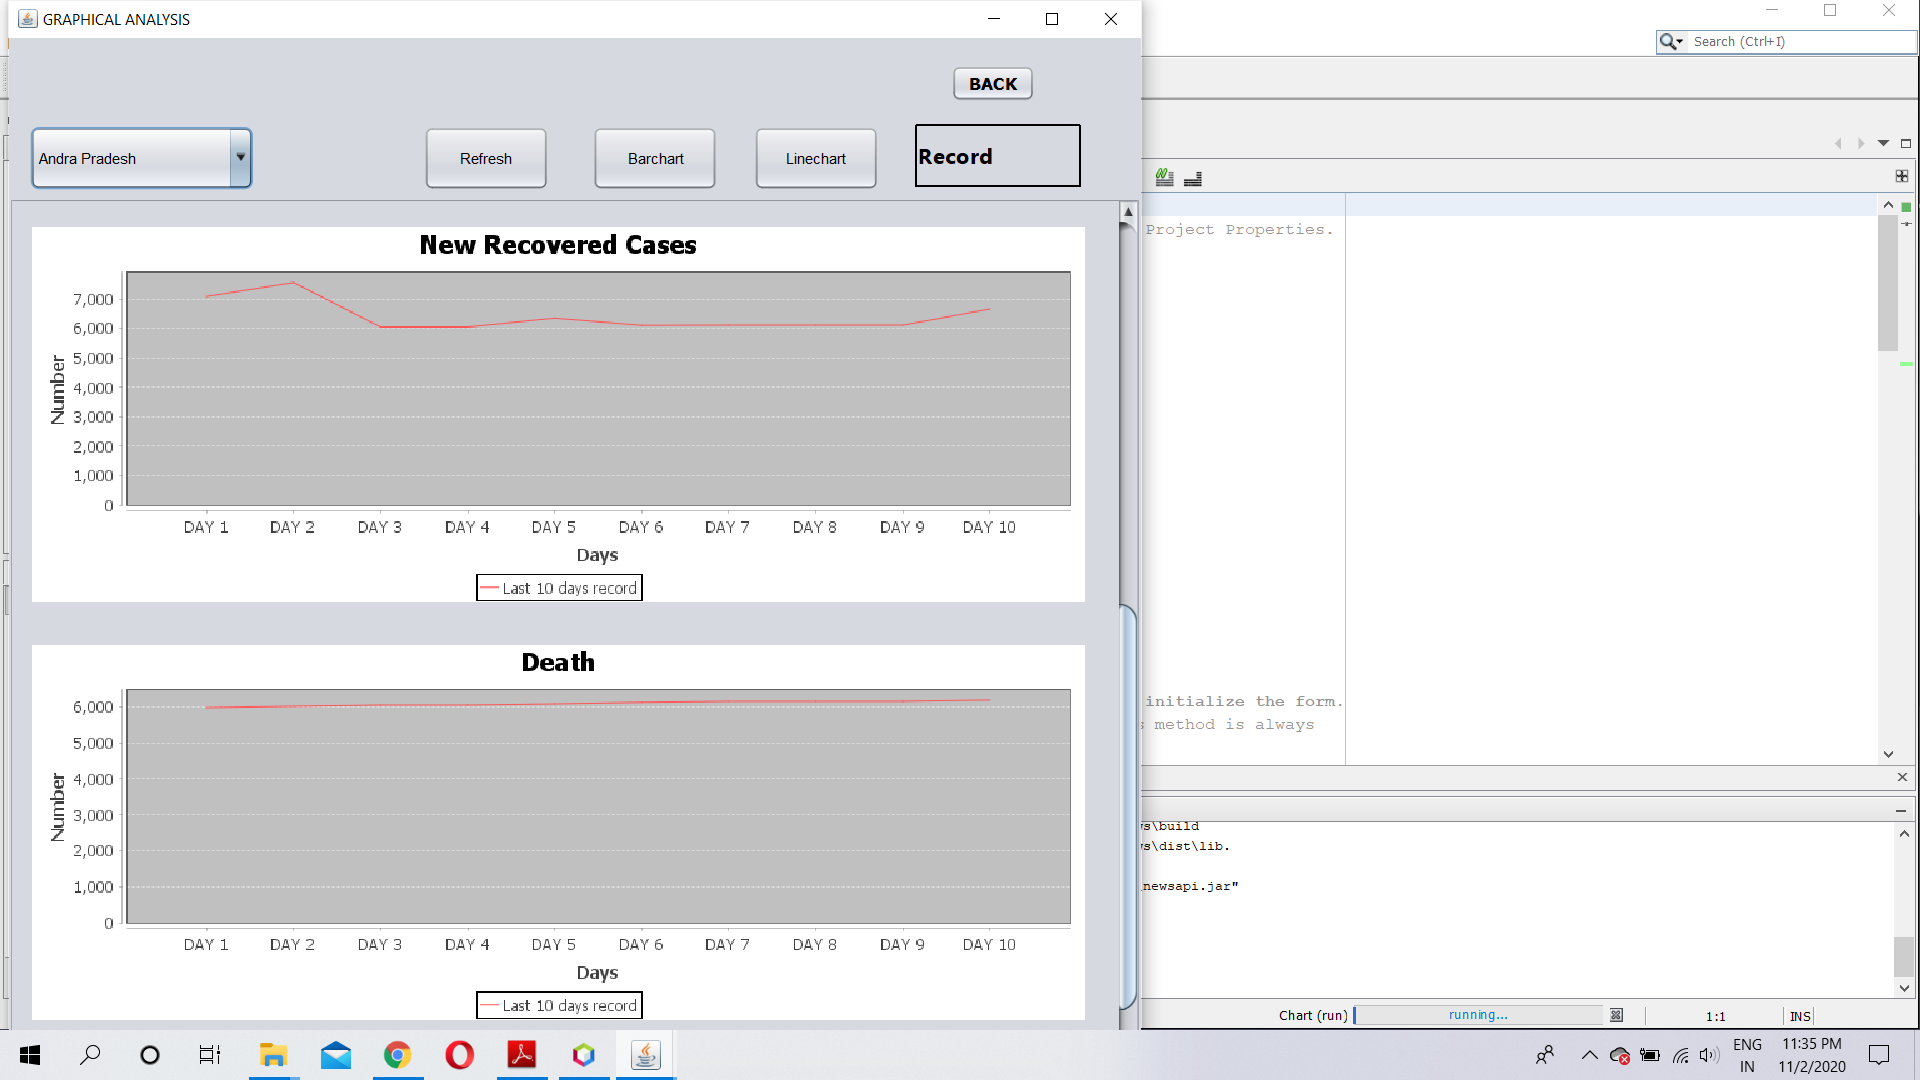 GRAPHICAL ANALYSIS
Search (Ctrl+I)
BACK
Andra Pradesh
Refresh
Barchart
Linechart
Record
New Recovered Cases
7,000
6,000
5,000
4,000
3,000
2,000
1,000
0
Number
DAY 1 DAY 2 DAY 3 DAY 4 DAY 5 DAY 6 DAY 7 DAY 8 DAY 9 DAY 10
Days
Last 10 days record
Death
6,000
5,000
4,000
3,000
2,000
1,000
0
Number
DAY 1 DAY 2 DAY 3 DAY 4 DAY 5 DAY 6 DAY 7 DAY 8 DAY 9 DAY 10
Days
Last 10 days record
Project Properties.
initialize the form.
s method is always
s\build
s\dist\lib.
newsapi.jar"
Chart (run)
running...
1:1
INS
ENG
IN
11:35 PM
11/2/2020